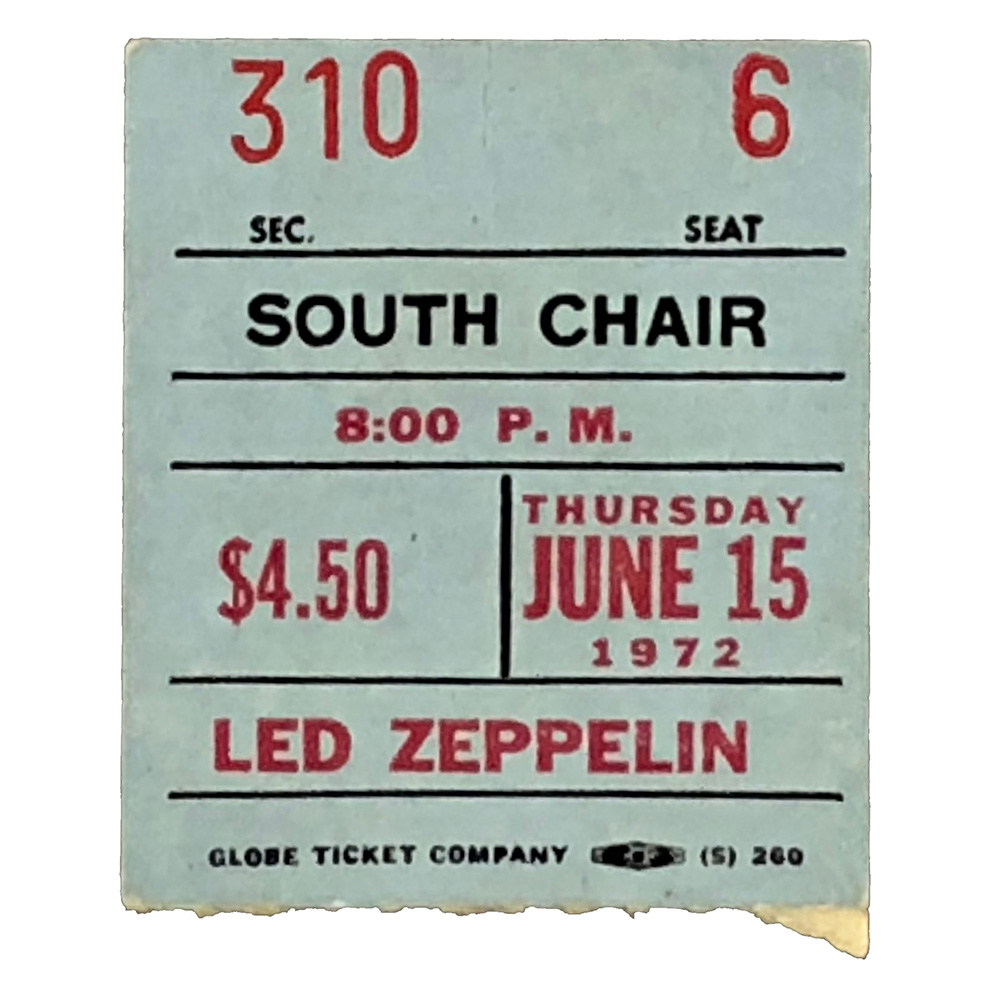 310 6
SEC. SEAT
SOUTH CHAIR
8:00 P. M.
$4.50
THURSDAY
JUNE 15
1972
LED ZEPPELIN
GLOBE TICKET COMPANY (S) 260